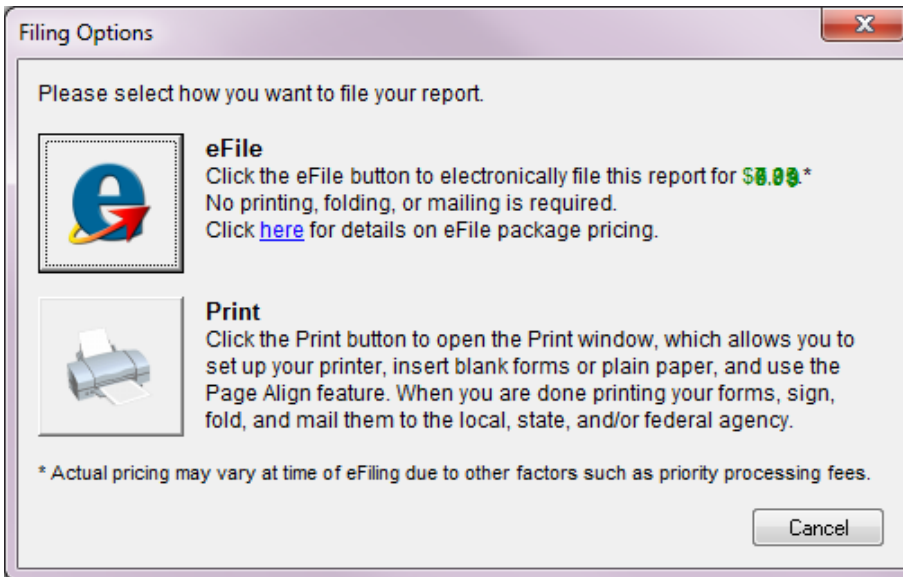 Filing Options
Please select how you want to file your report.
eFile
Click the eFile button to electronically file this report for
No printing, folding, or mailing is required.
Click here for details on eFile package pricing.
Print
Click the Print button to open the Print window, which allows you to
set up your printer, insert blank forms or plain paper, and use the
Page Align feature. When you are done printing your forms, sign,
fold, and mail them to the local, state, and/or federal agency.
* Actual pricing may vary at time of eFiling due to other factors such as priority processing fees.
Cancel